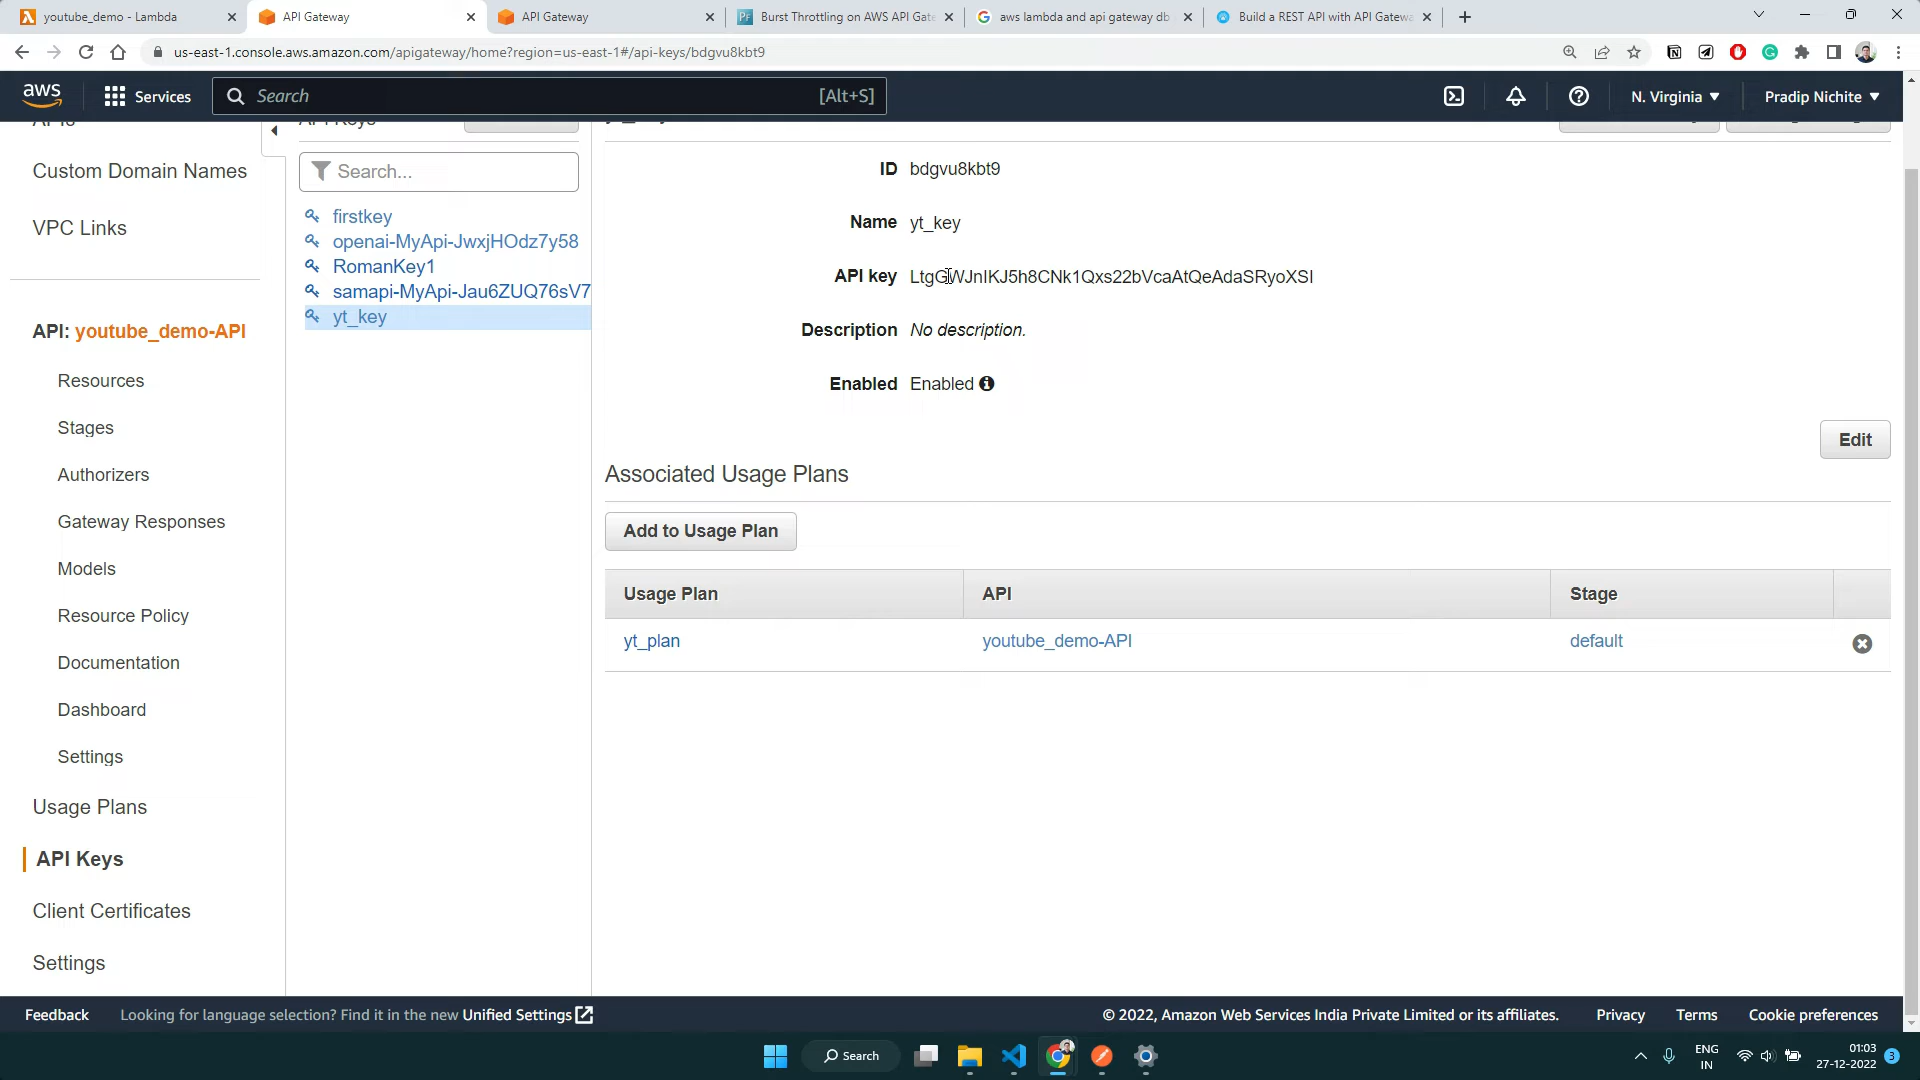 youtube_demo - Lambda
API Gateway
API Gateway
Burst Throttling on AWS API Gate
aws lambda and api gateway db
Build a REST API with API Gatewa
us-east-1.console.aws.amazon.com/apigateway/home?region=us-east-1#/api-keys/bdgvu8kbt9
aws
Services
Search
[Alt+S]
N. Virginia
Pradip Nichite
Custom Domain Names
VPC Links
API: youtube_demo-API
Resources
Stages
Authorizers
Gateway Responses
Models
Resource Policy
Documentation
Dashboard
Settings
Usage Plans
API Keys
Client Certificates
Settings
Search...
firstkey
openai-MyApi-JwxjHOdz7y58
RomanKey1
samapi-MyApi-Jau6ZUQ76sV7
yt_key
ID bdgvu8kbt9
Name yt_key
API key LtgGWJnIKJ5h8CNk1Qxs22bVcaAtQeAdaSRyoXSI
Description No description.
Enabled Enabled
Edit
Associated Usage Plans
Add to Usage Plan
Usage Plan API Stage
yt_plan youtube_demo-API default
Feedback
Looking for language selection? Find it in the new Unified Settings
© 2022, Amazon Web Services India Private Limited or its affiliates.
Privacy
Terms
Cookie preferences
Search
ENG
IN
01:03
27-12-2022
3